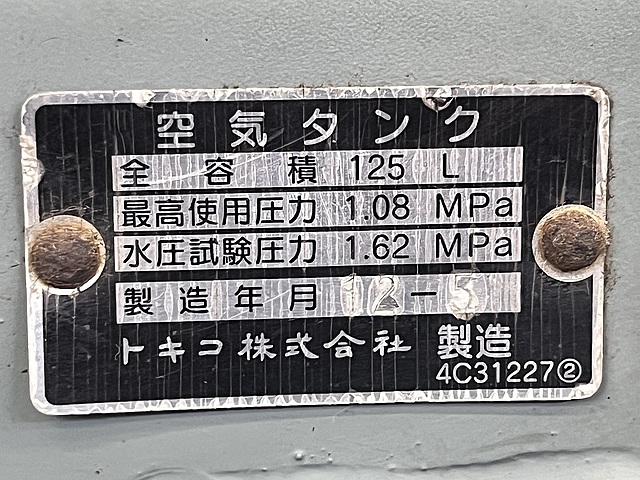 空気タンク
全容積 125 L
最高使用圧力 1.08 MPa
水圧試験圧力 1.62 MPa
製造年月 12-5
トキコ株式会社 製造
4C31227②